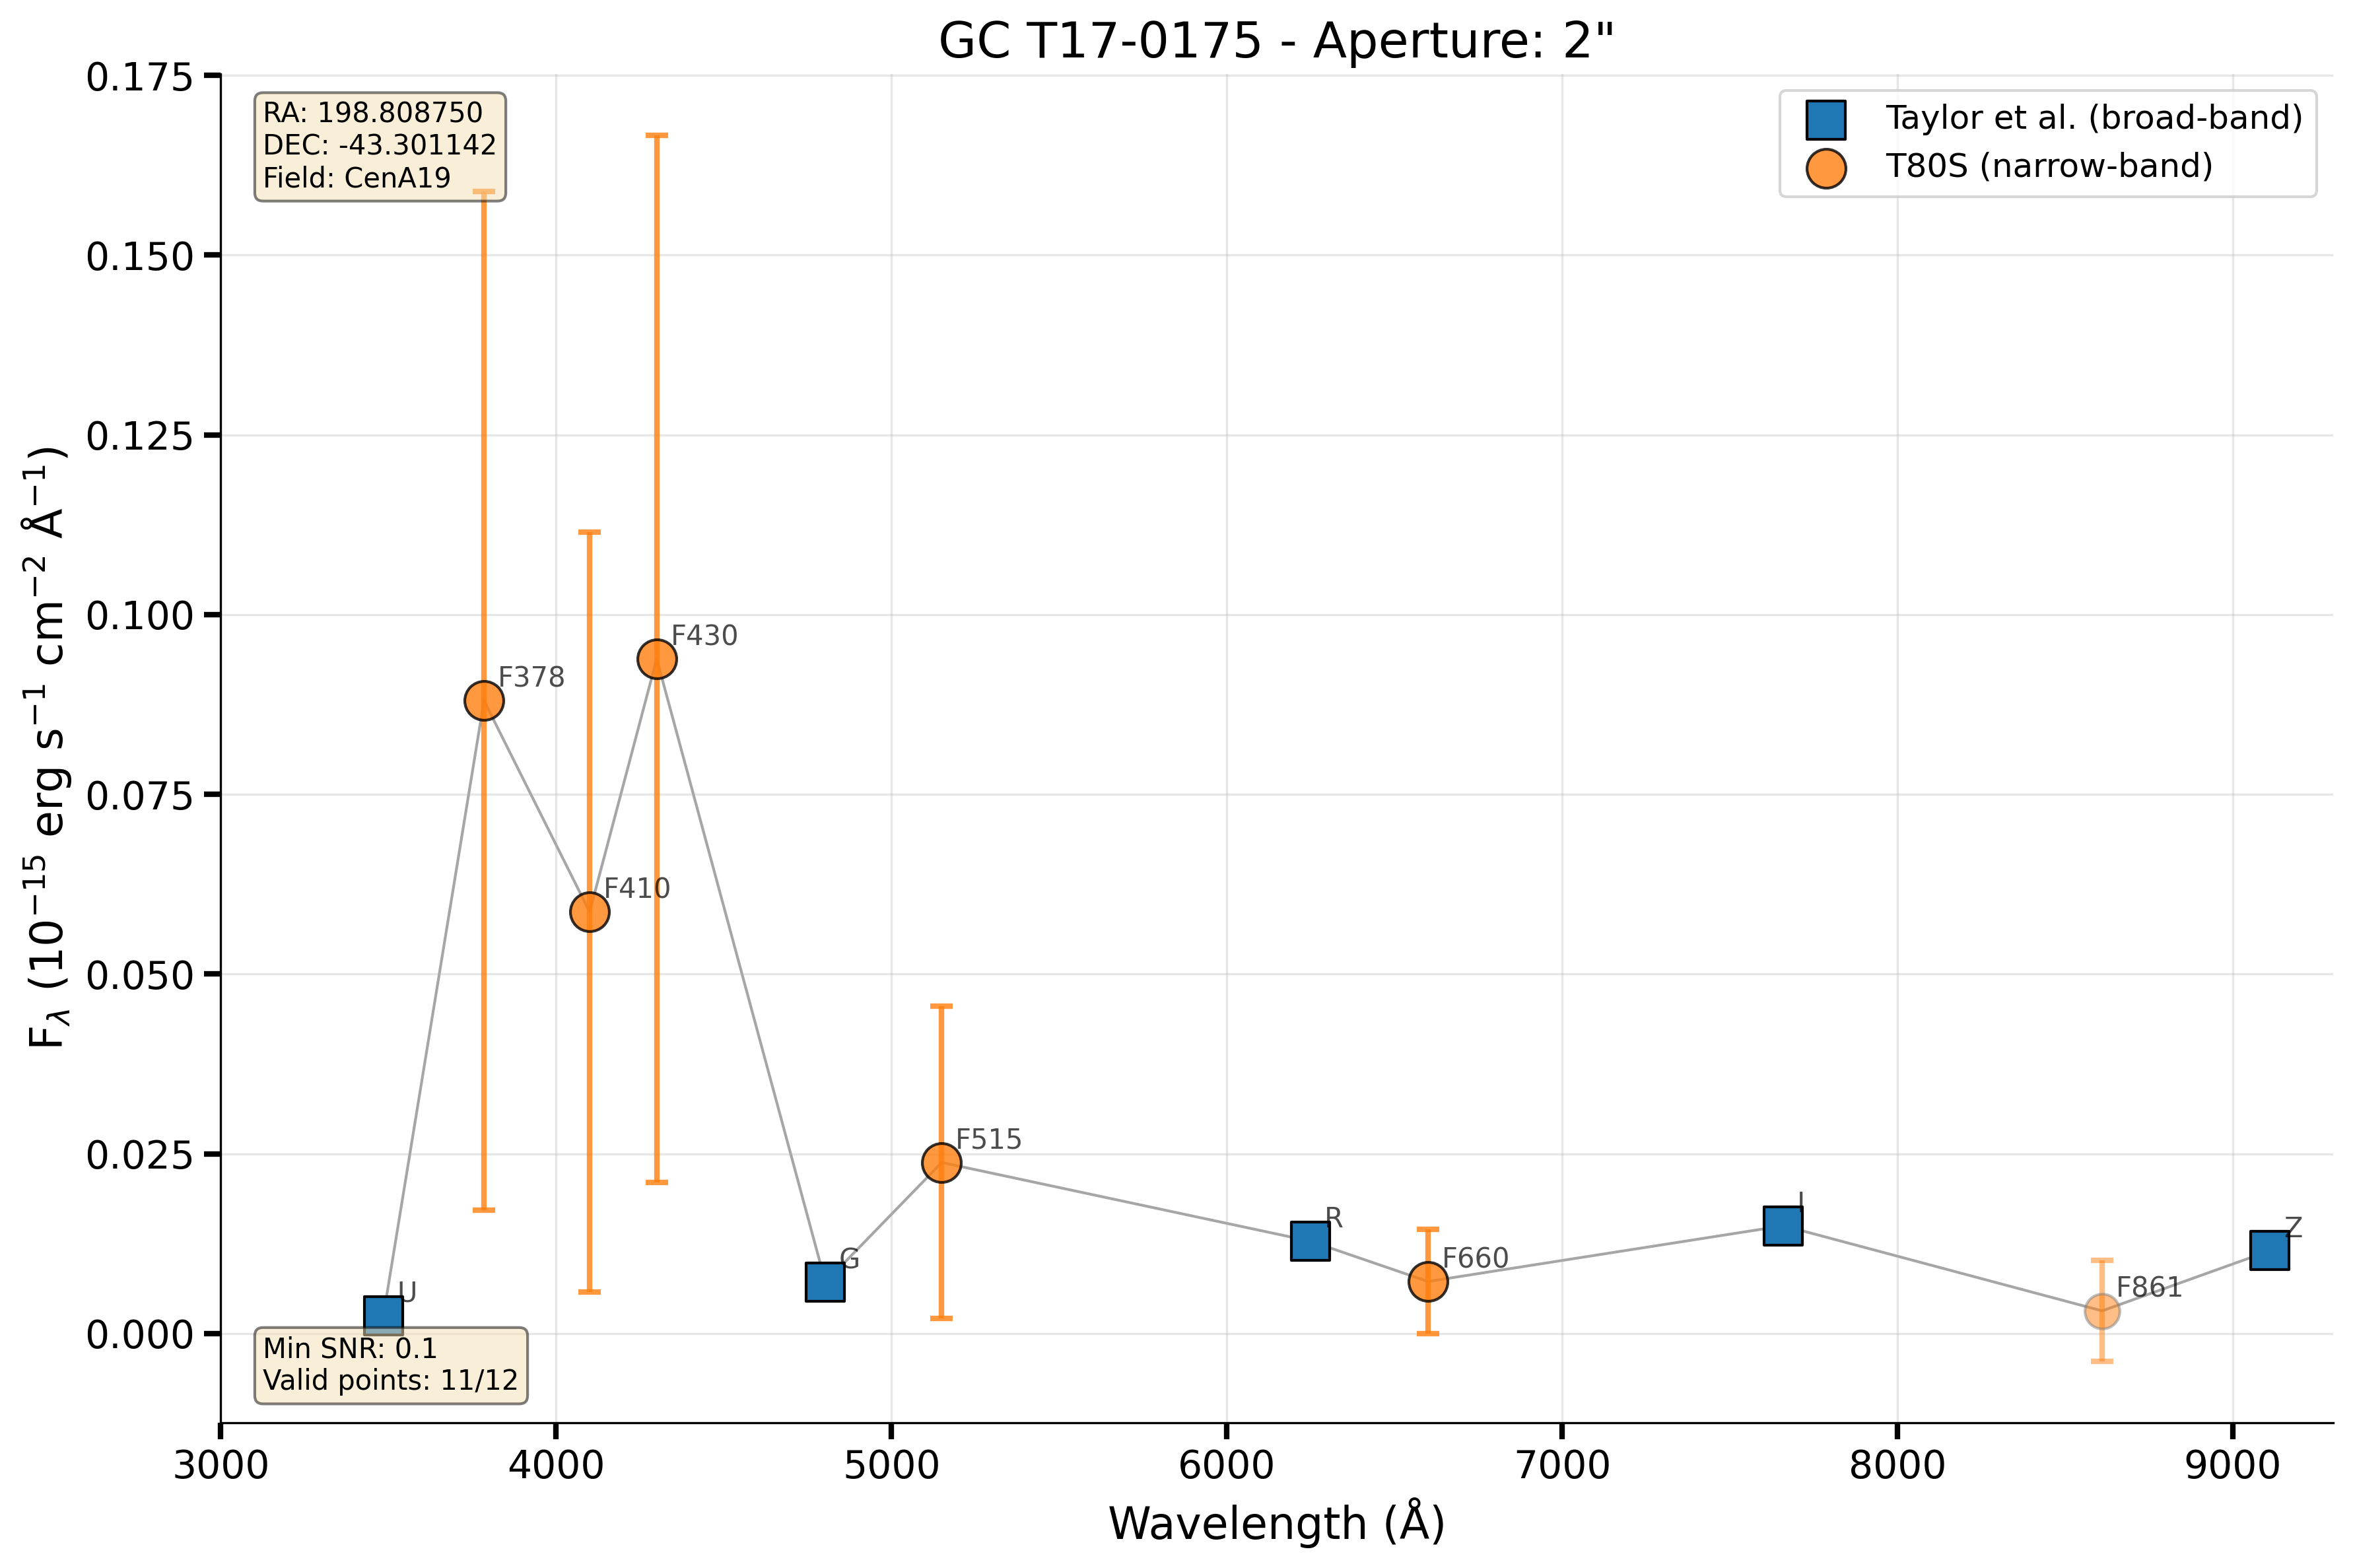 GC T17-0175 - Aperture: 2"
RA: 198.808750
DEC: -43.301142
Field: CenA19
Taylor et al. (broad-band)
T80S (narrow-band)
0.175
0.150
0.125
0.100
0.075
0.050
0.025
0.000
F_λ (10⁻¹⁵ erg s⁻¹ cm⁻² Å⁻¹)
F430
F378
F410
F515
I
R
Z
G
F660
U
F861
Min SNR: 0.1
Valid points: 11/12
3000
4000
5000
6000
7000
8000
9000
Wavelength (Å)